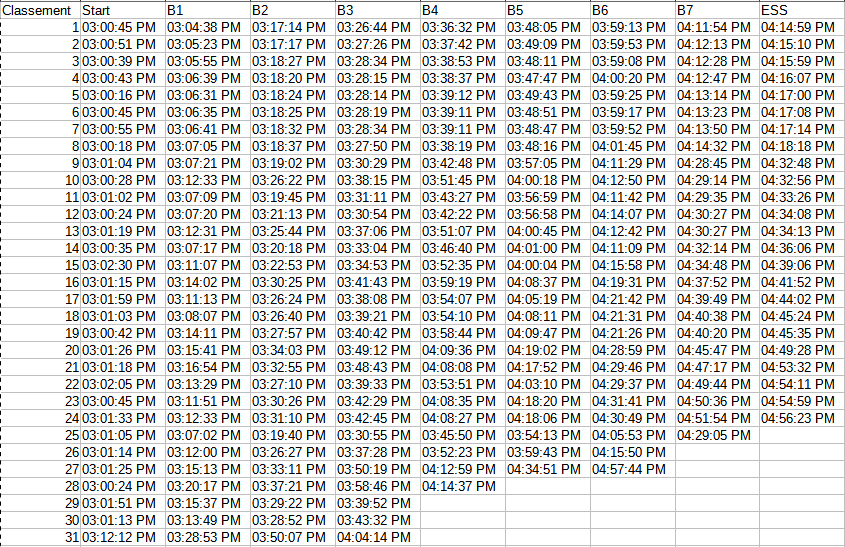 Classement Start B1 B2 B3 B4 B5 B6 B7 ESS
1 03:00:45 PM 03:04:38 PM 03:17:14 PM 03:26:44 PM 03:36:32 PM 03:48:05 PM 03:59:13 PM 04:11:54 PM 04:14:59 PM
2 03:00:51 PM 03:05:23 PM 03:17:17 PM 03:27:26 PM 03:37:42 PM 03:49:09 PM 03:59:53 PM 04:12:13 PM 04:15:10 PM
3 03:00:39 PM 03:05:55 PM 03:18:27 PM 03:28:34 PM 03:38:53 PM 03:48:11 PM 03:59:08 PM 04:12:28 PM 04:15:59 PM
4 03:00:43 PM 03:06:39 PM 03:18:20 PM 03:28:15 PM 03:38:37 PM 03:47:47 PM 04:00:20 PM 04:12:47 PM 04:16:07 PM
5 03:00:16 PM 03:06:31 PM 03:18:24 PM 03:28:14 PM 03:39:12 PM 03:49:43 PM 03:59:25 PM 04:13:14 PM 04:17:00 PM
6 03:00:45 PM 03:06:35 PM 03:18:25 PM 03:28:19 PM 03:39:11 PM 03:48:51 PM 03:59:17 PM 04:13:23 PM 04:17:08 PM
7 03:00:55 PM 03:06:41 PM 03:18:32 PM 03:28:34 PM 03:39:11 PM 03:48:47 PM 03:59:52 PM 04:13:50 PM 04:17:14 PM
8 03:00:18 PM 03:07:05 PM 03:18:37 PM 03:27:50 PM 03:38:19 PM 03:48:16 PM 04:01:45 PM 04:14:32 PM 04:18:18 PM
9 03:01:04 PM 03:07:21 PM 03:19:02 PM 03:30:29 PM 03:42:48 PM 03:57:05 PM 04:11:29 PM 04:28:45 PM 04:32:48 PM
10 03:00:28 PM 03:12:33 PM 03:26:22 PM 03:38:15 PM 03:51:45 PM 04:00:18 PM 04:12:50 PM 04:29:14 PM 04:32:56 PM
11 03:01:02 PM 03:07:09 PM 03:19:45 PM 03:31:11 PM 03:43:27 PM 03:56:59 PM 04:11:42 PM 04:29:35 PM 04:33:26 PM
12 03:00:24 PM 03:07:20 PM 03:21:13 PM 03:30:54 PM 03:42:22 PM 03:56:58 PM 04:14:07 PM 04:30:27 PM 04:34:08 PM
13 03:01:19 PM 03:12:31 PM 03:25:44 PM 03:37:06 PM 03:51:07 PM 04:00:45 PM 04:12:42 PM 04:30:27 PM 04:34:13 PM
14 03:00:35 PM 03:07:17 PM 03:20:18 PM 03:33:04 PM 03:46:40 PM 04:01:00 PM 04:11:09 PM 04:32:14 PM 04:36:06 PM
15 03:02:30 PM 03:11:07 PM 03:22:53 PM 03:34:53 PM 03:52:35 PM 04:00:04 PM 04:15:58 PM 04:34:48 PM 04:39:06 PM
16 03:01:15 PM 03:14:02 PM 03:30:25 PM 03:41:43 PM 03:59:19 PM 04:08:37 PM 04:19:31 PM 04:37:52 PM 04:41:52 PM
17 03:01:59 PM 03:11:13 PM 03:26:24 PM 03:38:08 PM 03:54:07 PM 04:05:19 PM 04:21:42 PM 04:39:49 PM 04:44:02 PM
18 03:01:03 PM 03:08:07 PM 03:26:40 PM 03:39:21 PM 03:54:10 PM 04:08:11 PM 04:21:31 PM 04:40:38 PM 04:45:24 PM
19 03:00:42 PM 03:14:11 PM 03:27:57 PM 03:40:42 PM 03:58:44 PM 04:09:47 PM 04:21:26 PM 04:40:20 PM 04:45:35 PM
20 03:01:26 PM 03:15:41 PM 03:34:03 PM 03:49:12 PM 04:09:36 PM 04:19:02 PM 04:28:59 PM 04:45:47 PM 04:49:28 PM
21 03:01:18 PM 03:16:54 PM 03:32:55 PM 03:48:43 PM 04:08:08 PM 04:17:52 PM 04:29:46 PM 04:47:17 PM 04:53:32 PM
22 03:02:05 PM 03:13:29 PM 03:27:10 PM 03:39:33 PM 03:53:51 PM 04:03:10 PM 04:29:37 PM 04:49:44 PM 04:54:11 PM
23 03:00:45 PM 03:11:51 PM 03:30:26 PM 03:42:29 PM 04:08:35 PM 04:18:20 PM 04:31:41 PM 04:50:36 PM 04:54:59 PM
24 03:01:33 PM 03:12:33 PM 03:31:10 PM 03:42:45 PM 04:08:27 PM 04:18:06 PM 04:30:49 PM 04:51:54 PM 04:56:23 PM
25 03:01:05 PM 03:07:02 PM 03:19:40 PM 03:30:55 PM 03:45:50 PM 03:54:13 PM 04:05:53 PM 04:29:05 PM
26 03:01:14 PM 03:12:00 PM 03:26:27 PM 03:37:28 PM 03:52:23 PM 03:59:43 PM 04:15:50 PM
27 03:01:25 PM 03:15:13 PM 03:33:11 PM 03:50:19 PM 04:12:59 PM 04:34:51 PM 04:57:44 PM
28 03:00:24 PM 03:20:17 PM 03:37:21 PM 03:58:46 PM 04:14:37 PM
29 03:01:51 PM 03:15:37 PM 03:29:22 PM 03:39:52 PM
30 03:01:13 PM 03:13:49 PM 03:28:52 PM 03:43:32 PM
31 03:12:12 PM 03:28:53 PM 03:50:07 PM 04:04:14 PM